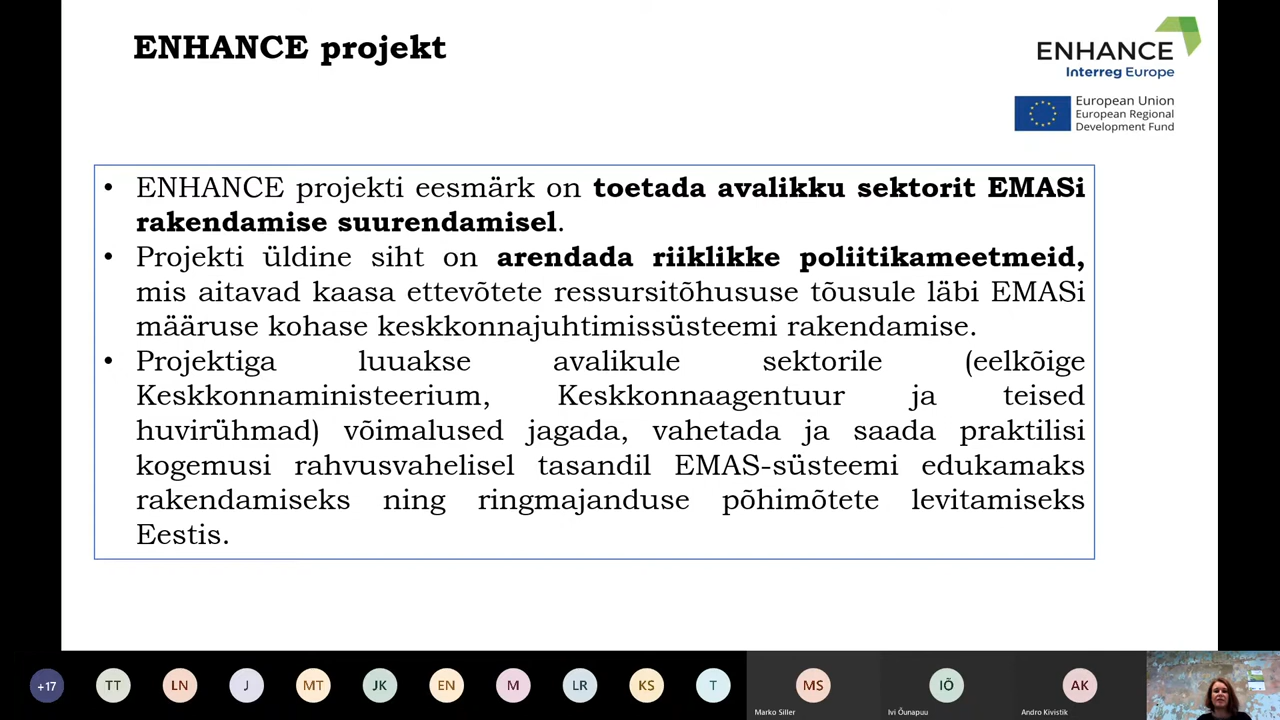 ENHANCE projekt
ENHANCE
Interreg Europe
European Union
European Regional
Development Fund
• ENHANCE projekti eesmärk on toetada avalikku sektorit EMASi
rakendamise suurendamisel.
• Projekti üldine siht on arendada riiklikke poliitikameetmeid,
mis aitavad kaasa ettevõtete ressursitõhususe tõusule läbi EMASi
määruse kohase keskkonnajuhtimissüsteemi rakendamise.
• Projektiga luuakse avalikule sektorile (eelkõige
Keskkonnaministeerium, Keskkonnaagentuur ja teised
huvirühmad) võimalused jagada, vahetada ja saada praktilisi
kogemusi rahvusvahelisel tasandil EMAS-süsteemi edukamaks
rakendamiseks ning ringmajanduse põhimõtete levitamiseks
Eestis.
+17 TT LN J MT JK EN M LR KS T MS IÕ AK
Marko Siller Ivi Õunapuu Andro Kivistik